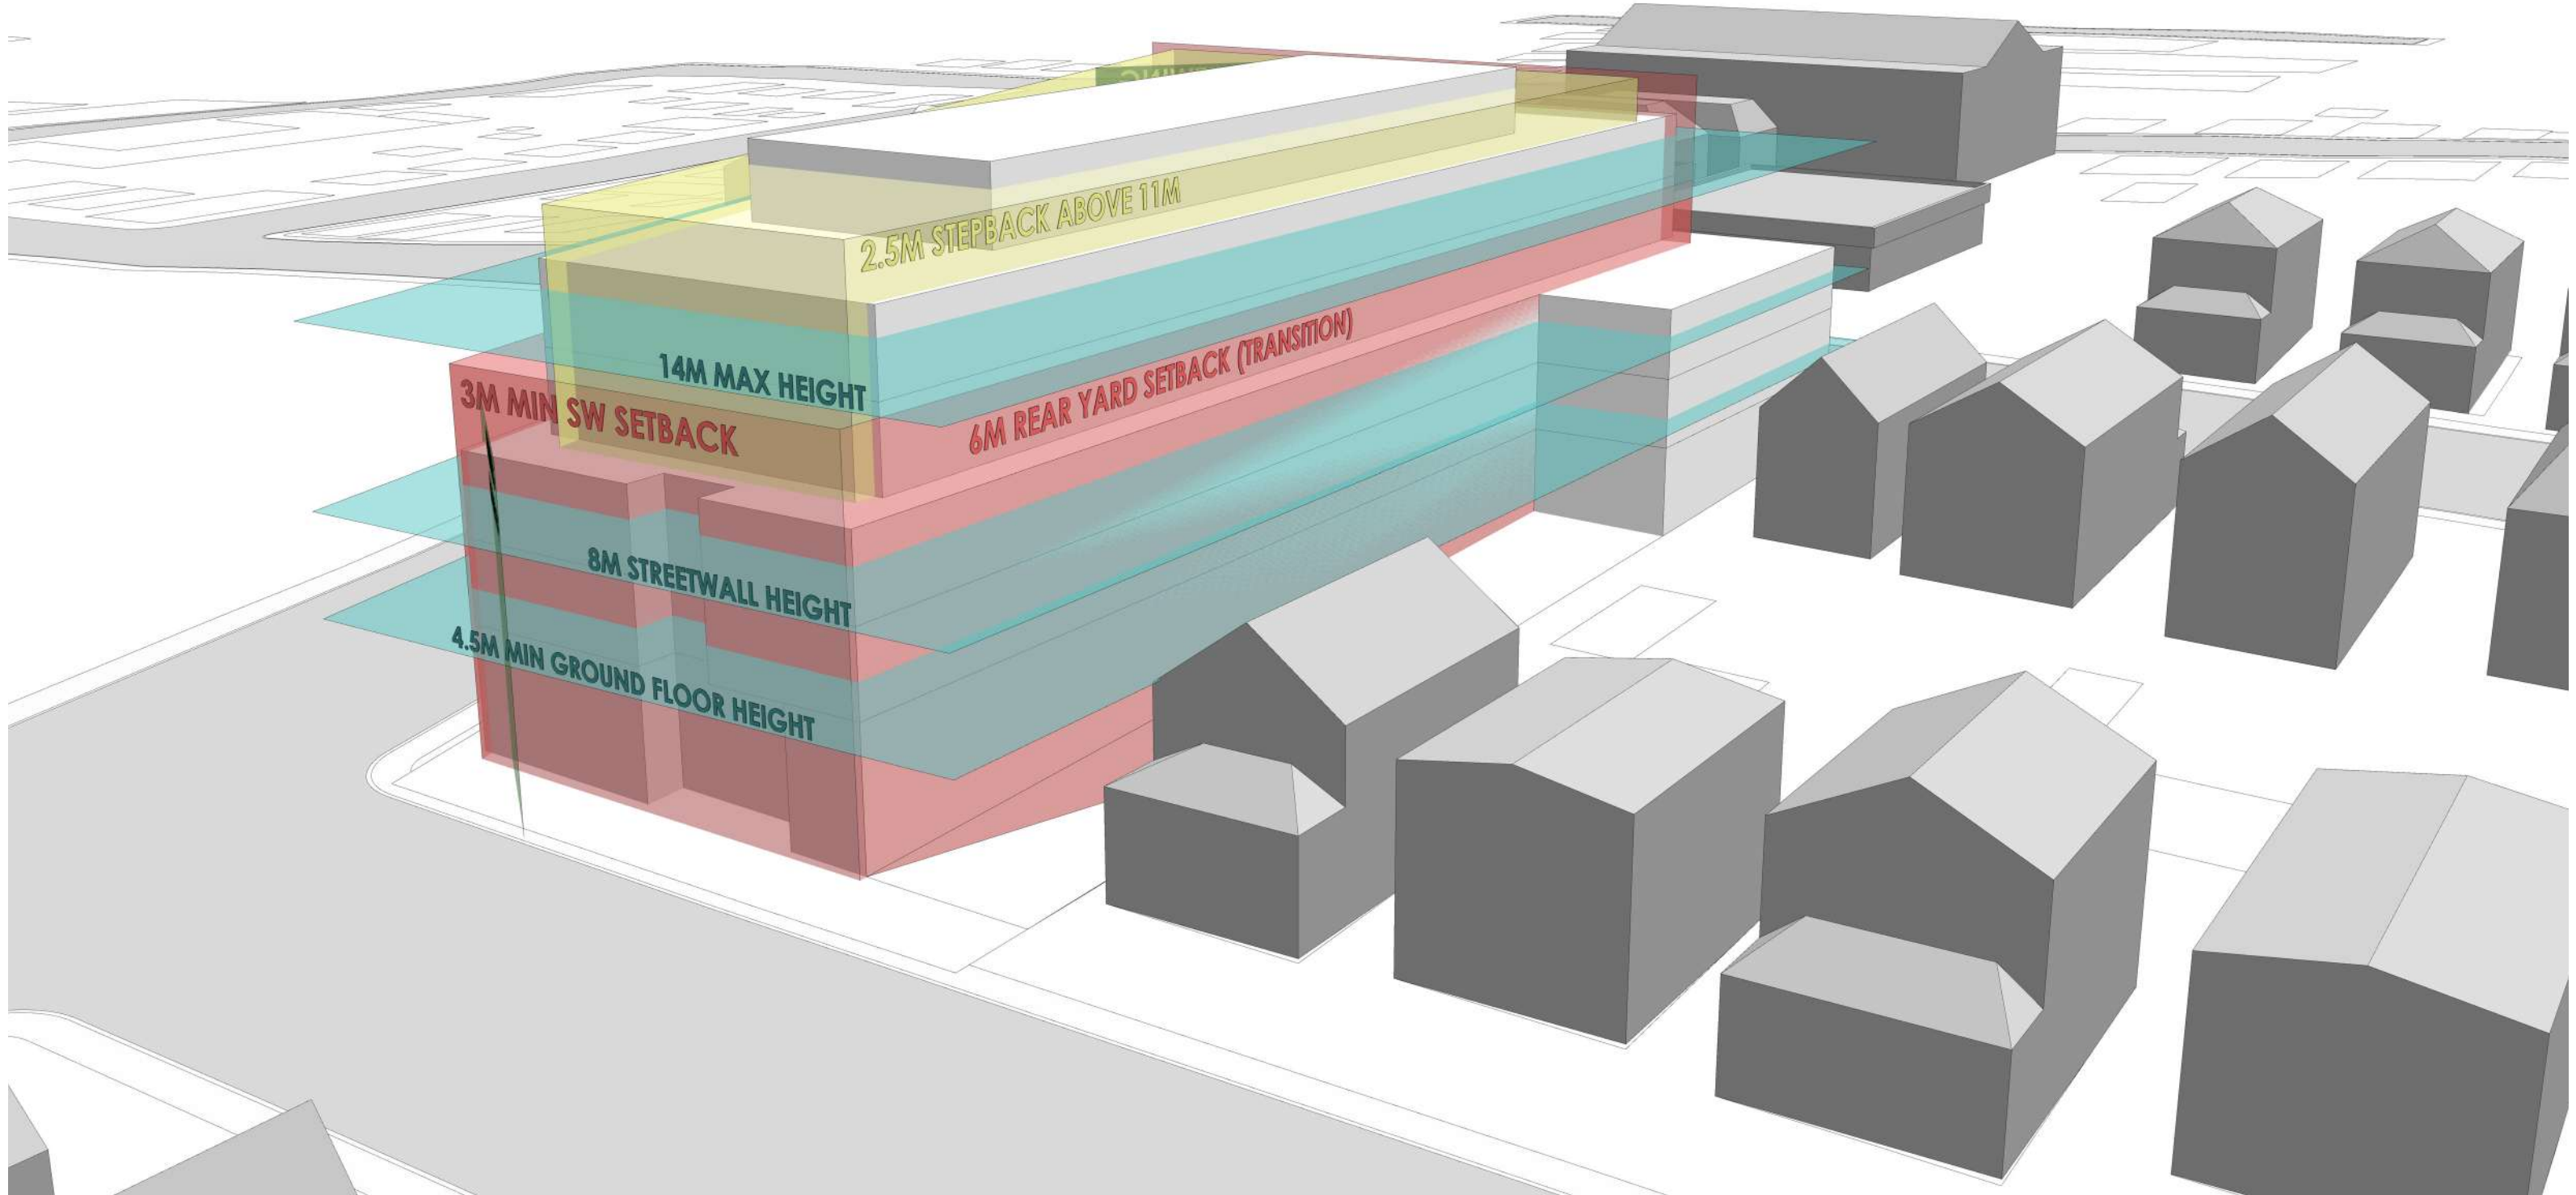 2.5M STEPBACK ABOVE 11M
14M MAX HEIGHT
3M MIN SW SETBACK
6M REAR YARD SETBACK (TRANSITION)
8M STREETWALL HEIGHT
4.5M MIN GROUND FLOOR HEIGHT